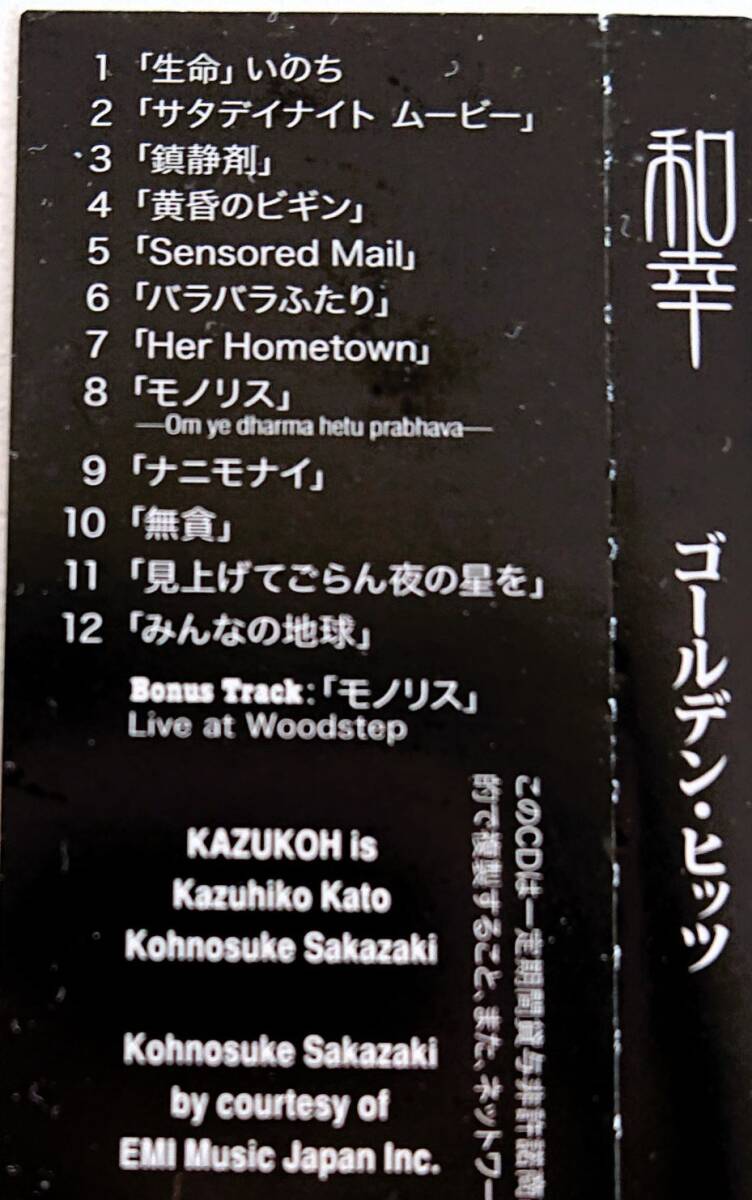 1 「生命」いのち
2 「サタデイナイト ムービー」
3 「鎮静剤」
4 「黄昏のビギン」
5 「Sensored Mail」
6 「バラバラふたり」
7 「Her Hometown」
8 「モノリス」
—Om ye dharma hetu prabhava—
9 「ナニモナイ」
10 「無貪」
11 「見上げてごらん夜の星を」
12 「みんなの地球」
Bonus Track:「モノリス」
Live at Woodstep
KAZUKOH is
Kazuhiko Kato
Kohnosuke Sakazaki
Kohnosuke Sakazaki
by courtesy of
EMI Music Japan Inc.
このCDは一定期間貸与非許諾商
的で複製すること、また、ネットワー
和幸
ゴールデン・ヒッツ